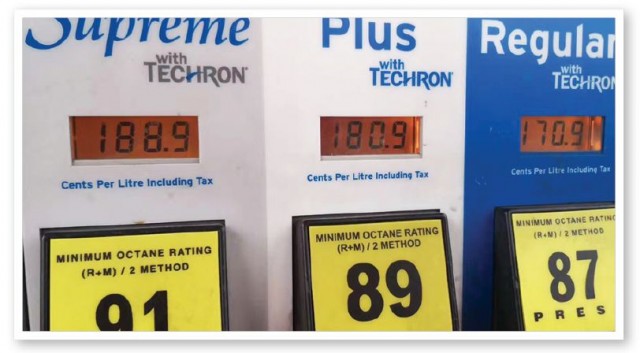 Supreme
with
TECHRON
188.9
Cents Per Litre Including Tax
MINIMUM OCTANE RATING
(R+M) / 2 METHOD
91
Plus
with
TECHRON
180.9
Cents Per Litre Including Tax
MINIMUM OCTANE RATING
(R+M) / 2 METHOD
89
Regular
with
TECHRON
170.9
Cents Per Litre Including Tax
MINIMUM OCTANE RATING
(R+M) / 2 METHOD
87
PRES